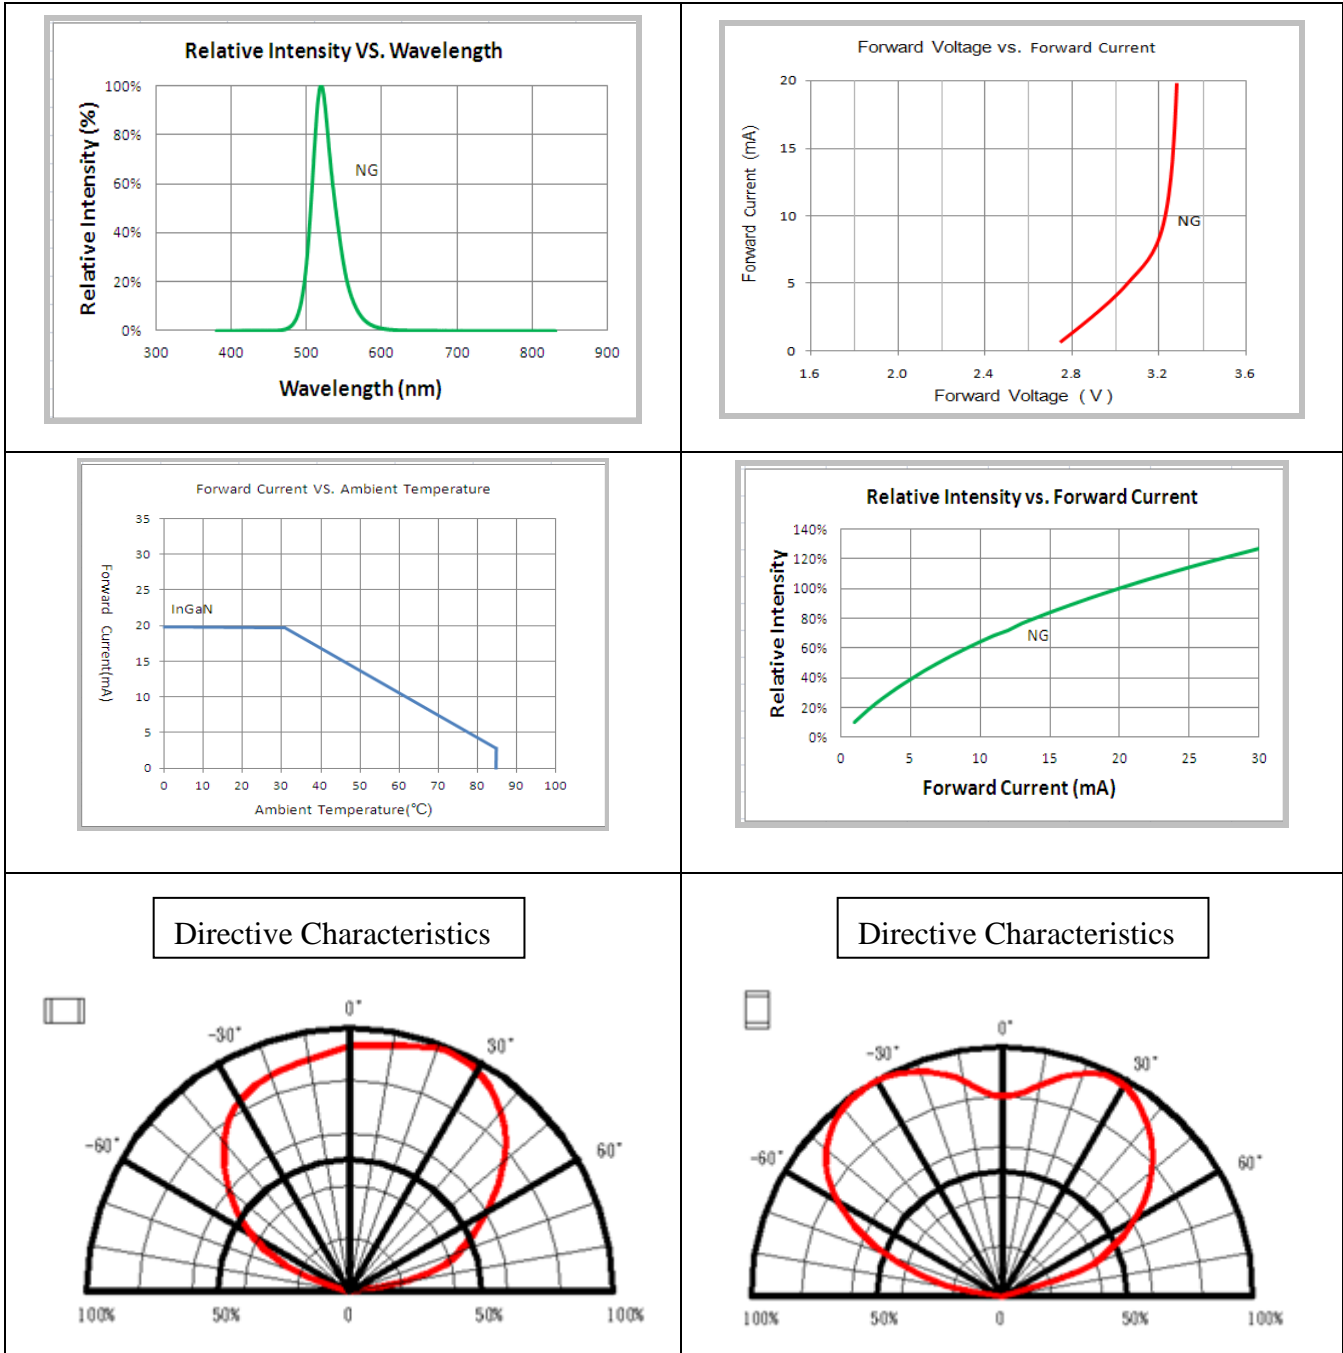 Relative Intensity VS. Wavelength
Relative Intensity (%)
100%
80%
60%
40%
20%
0%
NG
300 400 500 600 700 800 900
Wavelength (nm)
Forward Voltage vs. Forward Current
Forward Current (mA)
20
15
10
5
0
NG
1.6 2.0 2.4 2.8 3.2 3.6
Forward Voltage ( V )
Forward Current VS. Ambient Temperature
Forward Current(mA)
35
30
25
20
15
10
5
0
InGaN
0 10 20 30 40 50 60 70 80 90 100
Ambient Temperature(℃)
Relative Intensity vs. Forward Current
Relative Intensity
140%
120%
100%
80%
60%
40%
20%
0%
NG
0 5 10 15 20 25 30
Forward Current (mA)
Directive Characteristics
0°
-30° 30°
-60° 60°
100% 50% 0 50% 100%
Directive Characteristics
0°
-30° 30°
-60° 60°
100% 50% 0 50% 100%